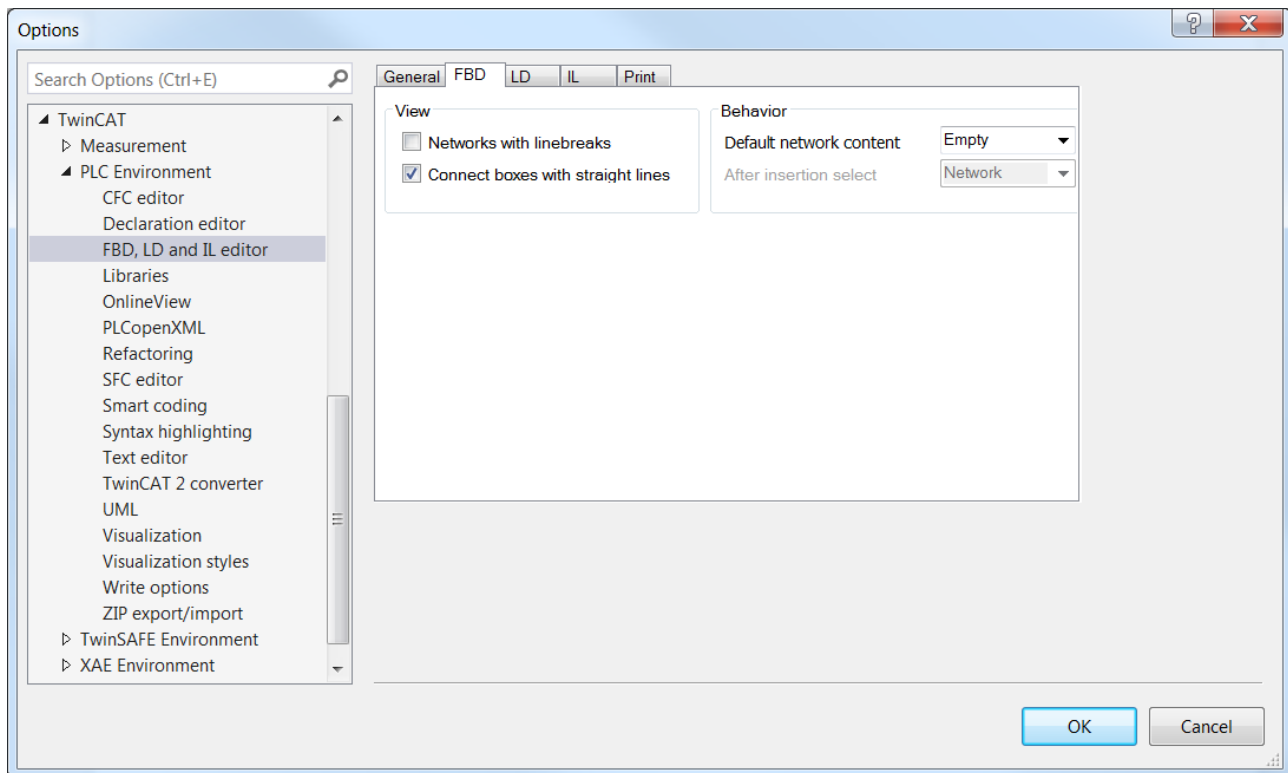 Options
Search Options (Ctrl+E)
TwinCAT
Measurement
PLC Environment
CFC editor
Declaration editor
FBD, LD and IL editor
Libraries
OnlineView
PLCopenXML
Refactoring
SFC editor
Smart coding
Syntax highlighting
Text editor
TwinCAT 2 converter
UML
Visualization
Visualization styles
Write options
ZIP export/import
TwinSAFE Environment
XAE Environment
General FBD LD IL Print
View
Networks with linebreaks
Connect boxes with straight lines
Behavior
Default network content Empty
After insertion select Network
OK Cancel